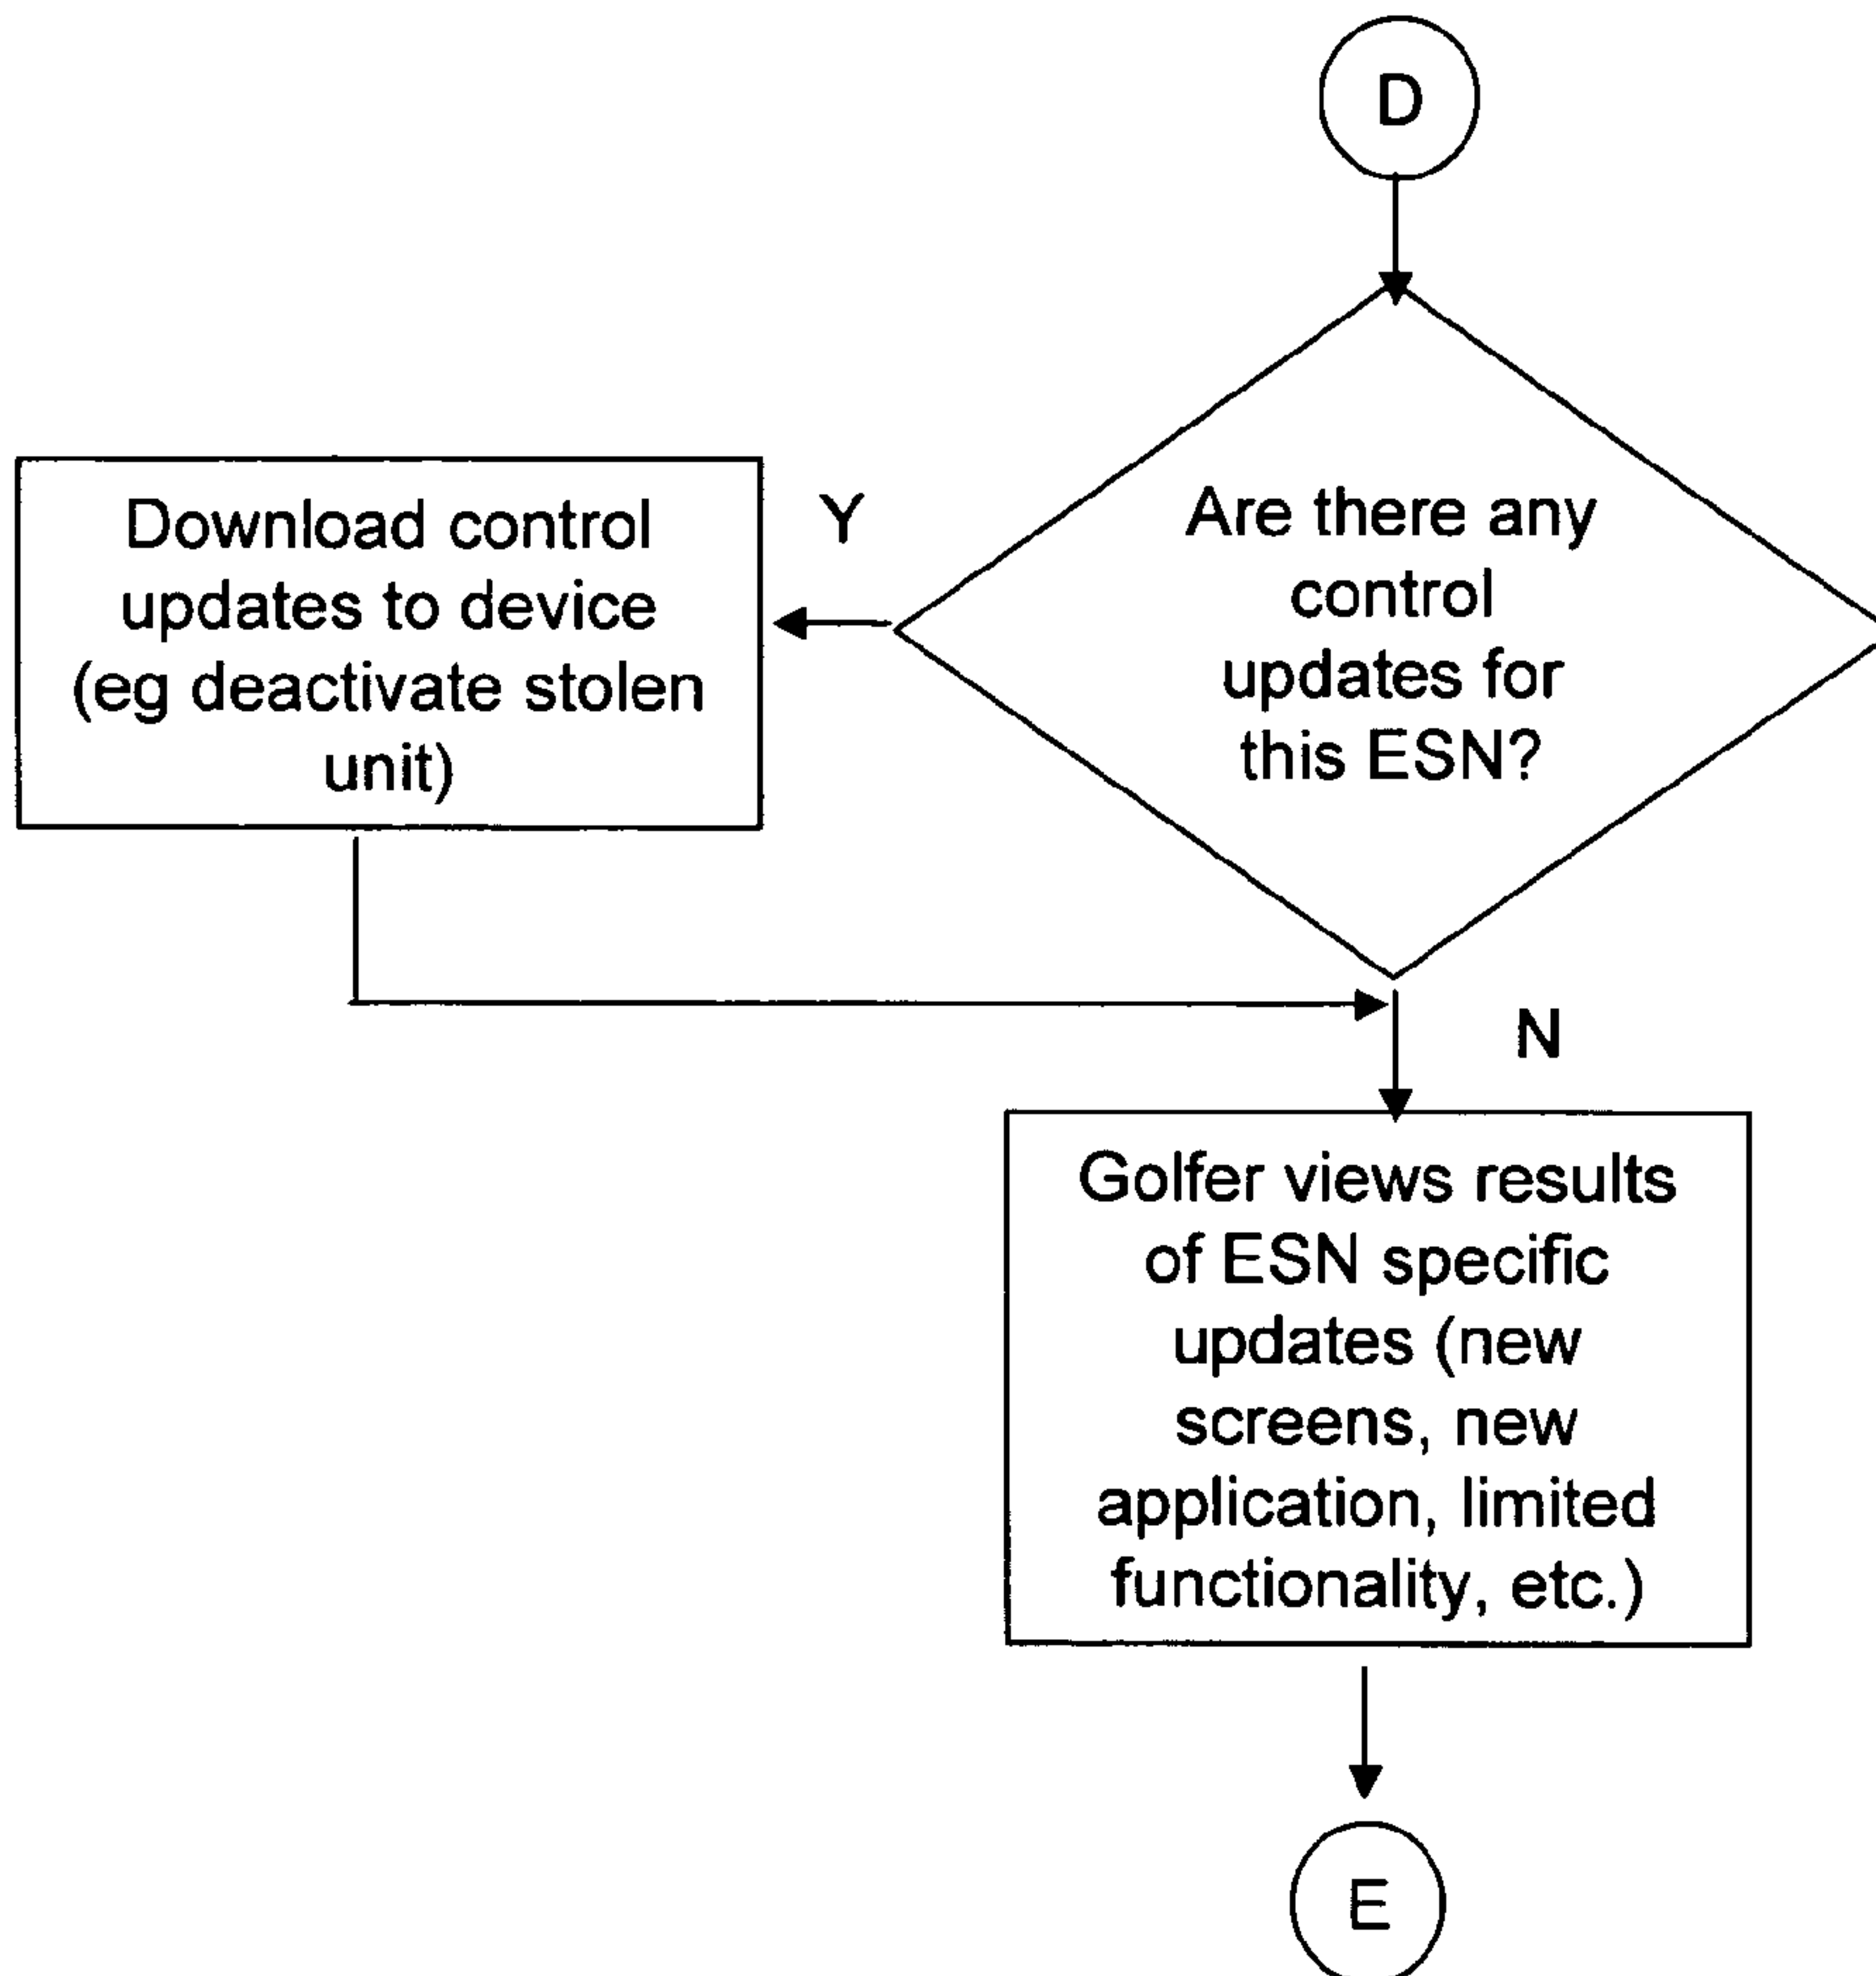 D
Are there any
control
updates for
this ESN?
Y
Download control
updates to device
(eg deactivate stolen
unit)
N
Golfer views results
of ESN specific
updates (new
screens, new
application, limited
functionality, etc.)
E